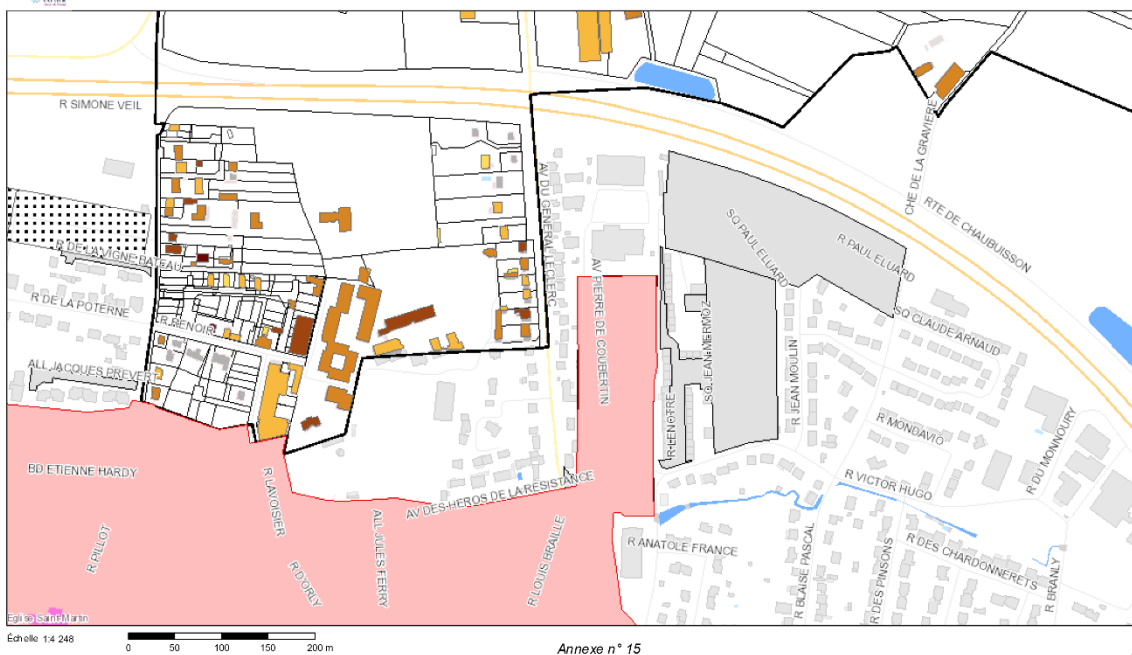 R SIMONE VEIL
CHE DE LA GRAVIERE
RTE DE CHAUBUISSON
AV DU GENERAL LECLERC
SQ PAUL ELUARD
R PAUL ELUARD
R DE LA VIGNE BATEAU
R DE LA POTERNE
R RENOIR
AV PIERRE DE COUBERTIN
SQ JEAN MERMOZ
SQ CLAUDE ARNAUD
R JEAN MOULIN
ALL JACQUES PREVERT
R LENOTRE
R MONDAVIO
R DU MONNOURY
BD ETIENNE HARDY
R LAVOISIER
AV DES HEROS DE LA RESISTANCE
R VICTOR HUGO
R PILLOT
R D'ORLY
ALL JULES FERRY
R LOUIS BRAILLE
R ANATOLE FRANCE
R BLAISE PASCAL
R DES PINSONS
R DES CHARDONNERETS
R BRANLY
Eglise Saint-Martin
Échelle 1:4 248
0 50 100 150 200 m
Annexe n° 15